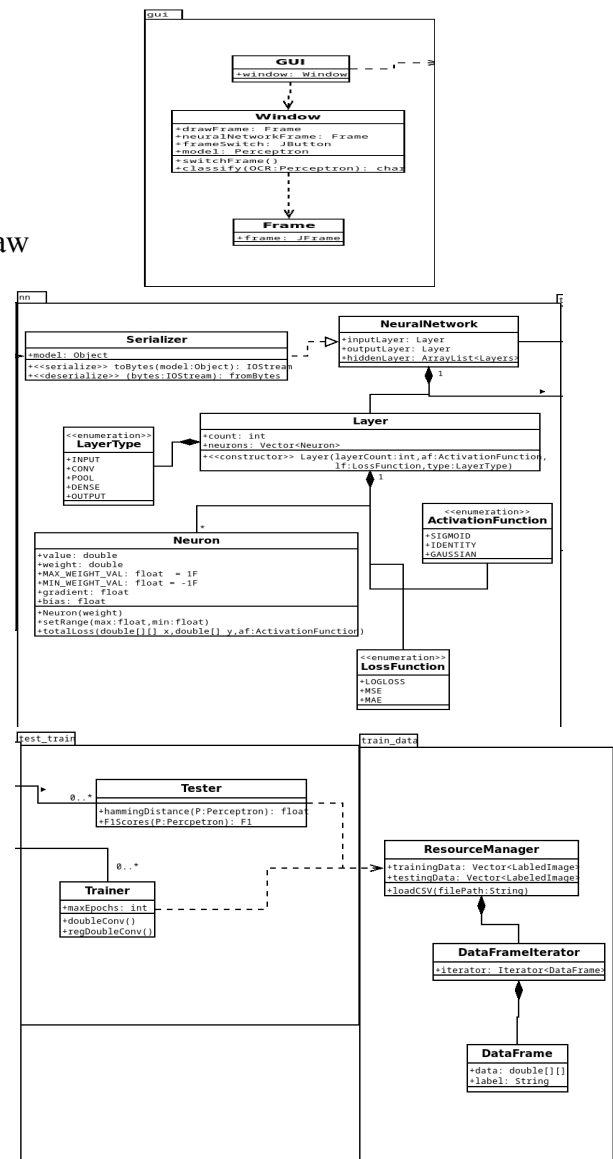 gui
GUI
+window: Window
Window
+drawFrame: Frame
+neuralNetworkFrame: Frame
+frameSwitch: JButton
+model: Perceptron
+switchFrame()
+classify(OCR:Perceptron): char
Frame
+frame: JFrame
aw
nn
Serializer
+model: Object
+<<serialize>> toBytes(model:Object): IOStream
+<<deserialize>> (bytes:IOStream): fromBytes
NeuralNetwork
+inputLayer: Layer
+outputLayer: Layer
+hiddenLayer: ArrayList<Layers>
1
Layer
+count: int
+neurons: Vector<Neuron>
+<<constructor>> Layer(layerCount:int,af:ActivationFunction,
lf:LossFunction,type:LayerType)
1
<<enumeration>>
LayerType
+INPUT
+CONV
+POOL
+DENSE
+OUTPUT
<<enumeration>>
ActivationFunction
+SIGMOID
+IDENTITY
+GAUSSIAN
*
Neuron
+value: double
+weight: double
+MAX_WEIGHT_VAL: float = 1F
+MIN_WEIGHT_VAL: float = -1F
+gradient: float
+bias: float
+Neuron(weight)
+setRange(max:float,min:float)
+totalLoss(double[][] x,double[] y,af:ActivationFunction)
<<enumeration>>
LossFunction
+LOGLOSS
+MSE
+MAE
test_train
0..*
Tester
+hammingDistance(P:Perceptron): float
+F1Scores(P:Percpetron): F1
0..*
Trainer
+maxEpochs: int
+doubleConv()
+regDoubleConv()
train_data
ResourceManager
+trainingData: Vector<LabledImage>
+testingData: Vector<LabeledImage>
+loadCSV(filePath:String)
DataFrameIterator
+iterator: Iterator<DataFrame>
DataFrame
+data: double[][]
+label: String